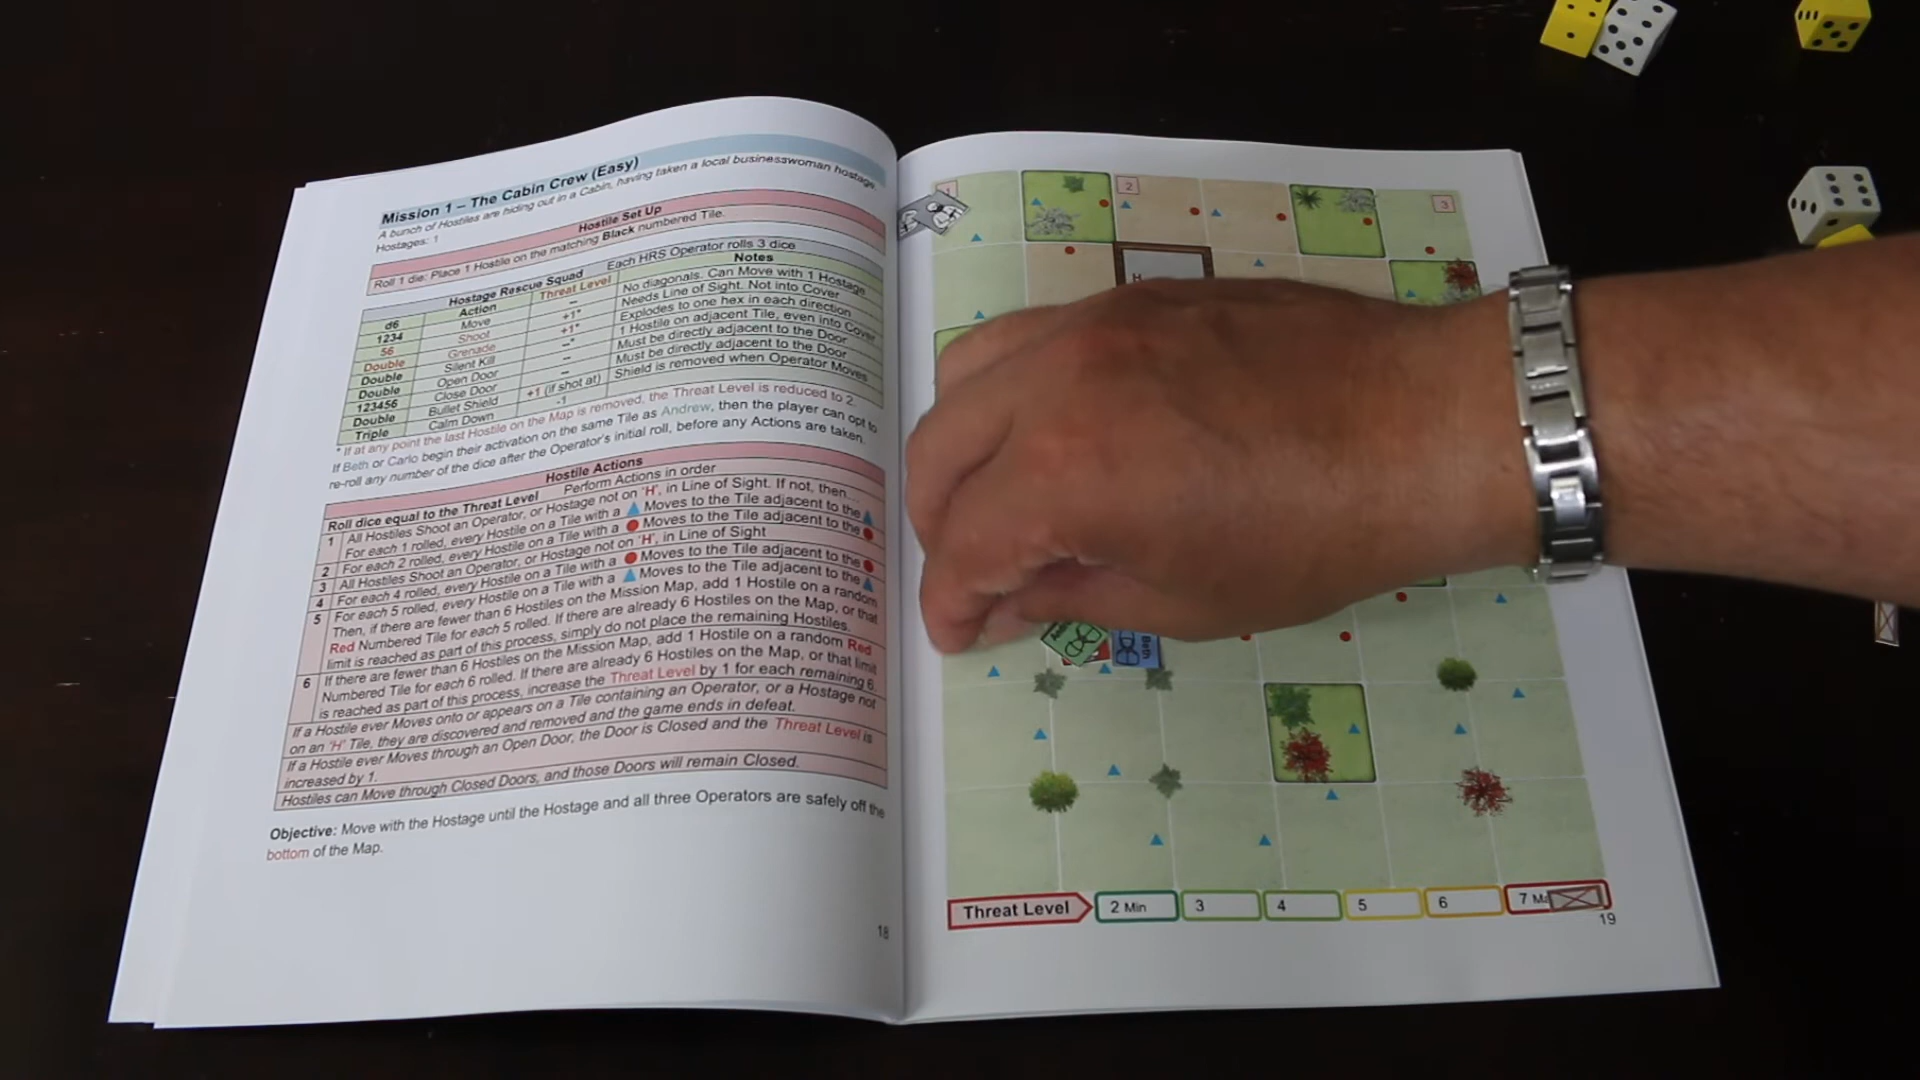 Mission 1 – The Cabin Crew (Easy)
A bunch of Hostiles are hiding out in a Cabin, having taken a local businesswoman hostage.
Hostages: 1
Hostile Set Up
Roll 1 die: Place 1 Hostile on the matching Black numbered Tile.
Hostage Rescue Squad Each HRS Operator rolls 3 dice
d6 Action Threat Level Notes
1234 Move – No diagonals. Can Move with 1 Hostage
56 Shoot +1* Needs Line of Sight. Not into Cover
Double Grenade +1* Explodes to one hex in each direction
Double Silent Kill –* 1 Hostile on adjacent Tile, even into Cover
Double Open Door – Must be directly adjacent to the Door
123456 Close Door – Must be directly adjacent to the Door
Double Bullet Shield +1 (if shot at) Shield is removed when Operator Moves
Triple Calm Down -1
* If at any point the last Hostile on the Map is removed, the Threat Level is reduced to 2.
If Beth or Carlo begin their activation on the same Tile as Andrew, then the player can opt to
re-roll any number of the dice after the Operator's initial roll, before any Actions are taken.
Hostile Actions
Roll dice equal to the Threat Level Perform Actions in order
1 All Hostiles Shoot an Operator, or Hostage not on 'H', in Line of Sight. If not, then...
For each 1 rolled, every Hostile on a Tile with a Moves to the Tile adjacent to the
2 For each 2 rolled, every Hostile on a Tile with a Moves to the Tile adjacent to the
3 All Hostiles Shoot an Operator, or Hostage not on 'H', in Line of Sight
4 For each 4 rolled, every Hostile on a Tile with a Moves to the Tile adjacent to the
5 For each 5 rolled, every Hostile on a Tile with a Moves to the Tile adjacent to the
Then, if there are fewer than 6 Hostiles on the Mission Map, add 1 Hostile on a random
Red Numbered Tile for each 5 rolled. If there are already 6 Hostiles on the Map, or that
limit is reached as part of this process, simply do not place the remaining Hostiles.
6 If there are fewer than 6 Hostiles on the Mission Map, add 1 Hostile on a random Red
Numbered Tile for each 6 rolled. If there are already 6 Hostiles on the Map, or that limit
is reached as part of this process, increase the Threat Level by 1 for each remaining 6.
If a Hostile ever Moves onto or appears on a Tile containing an Operator, or a Hostage not
on an 'H' Tile, they are discovered and removed and the game ends in defeat.
If a Hostile ever Moves through an Open Door, the Door is Closed and the Threat Level is
increased by 1.
Hostiles can Move through Closed Doors, and those Doors will remain Closed.
Objective: Move with the Hostage until the Hostage and all three Operators are safely off the
bottom of the Map.
18
1
2
3
H
Beth
Threat Level
2 Min
3
4
5
6
7
19